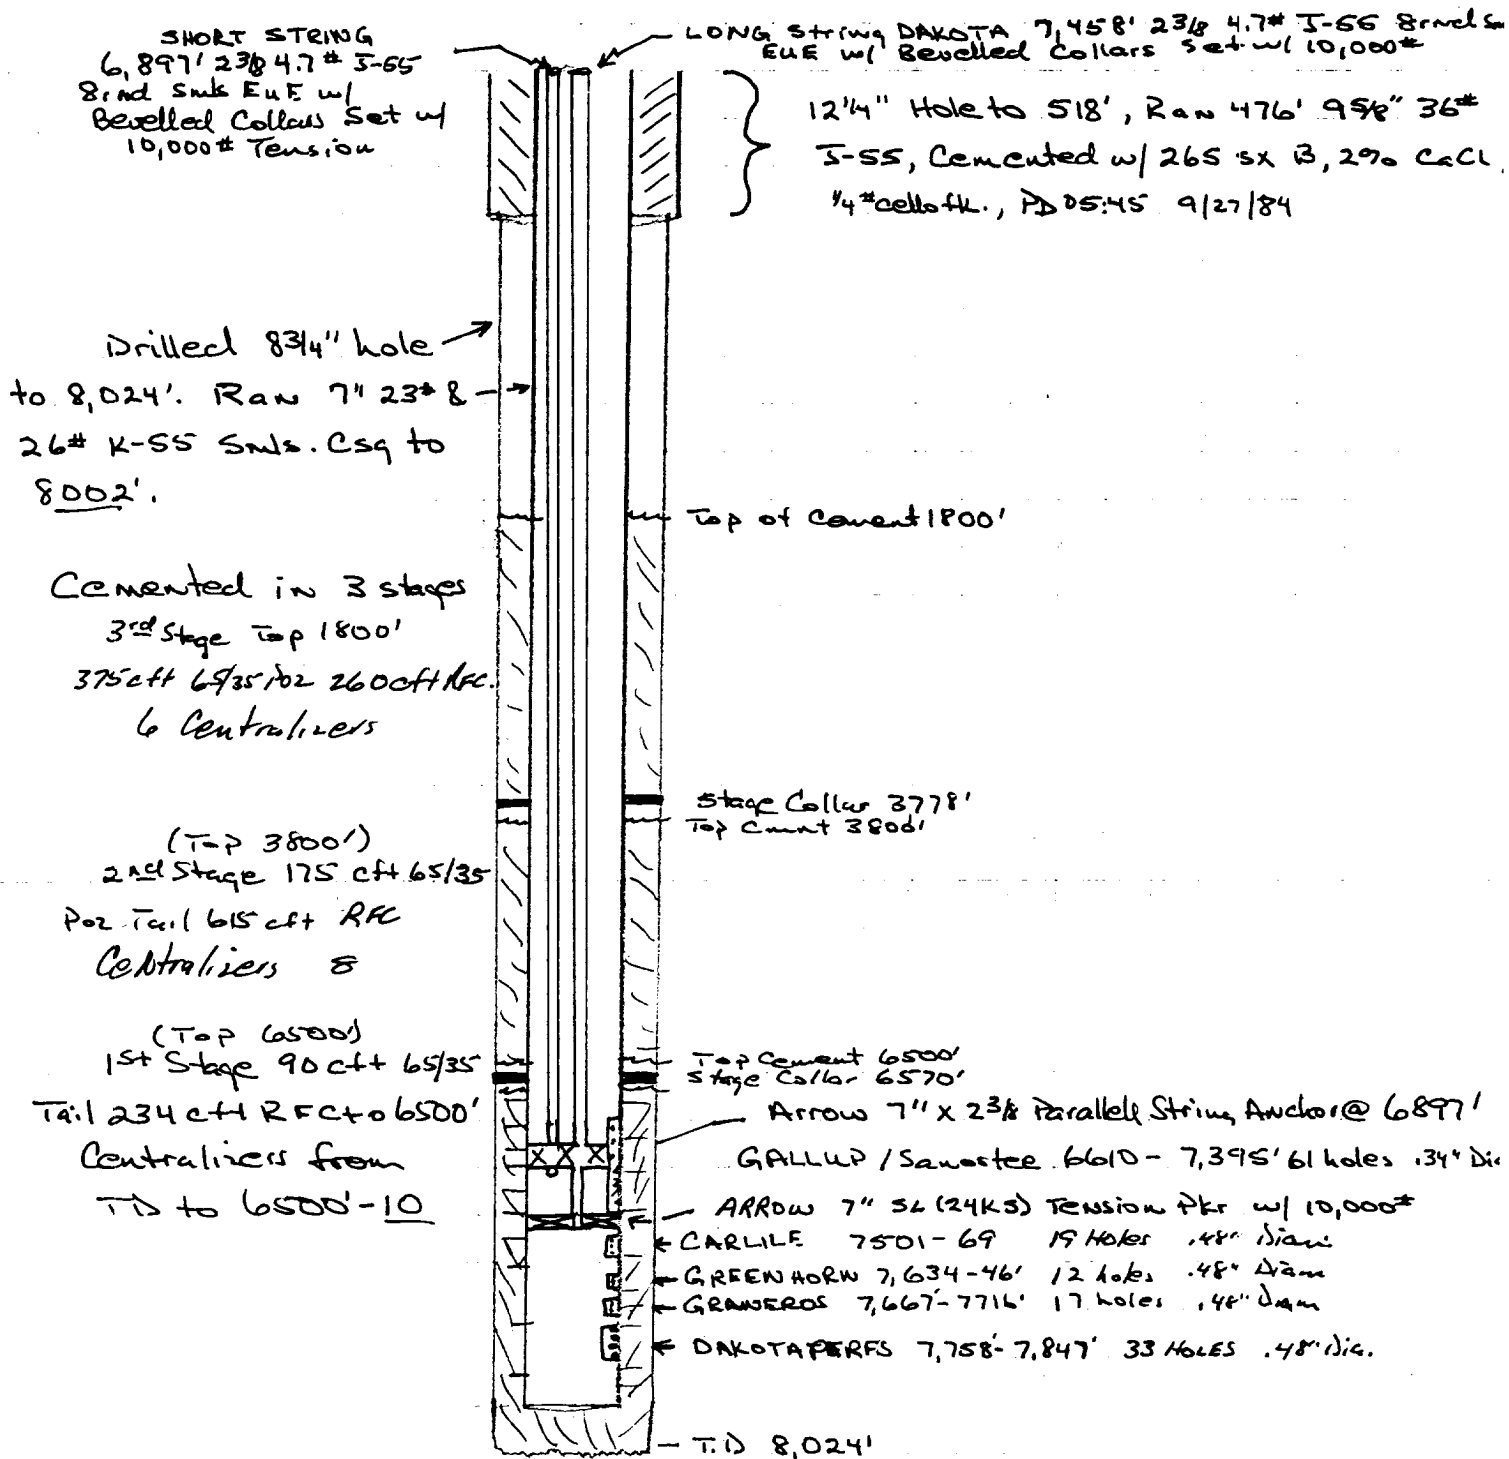 SHORT STRING
6,897' 2 3/8 4.7# J-55
8rnd Smls EUE w/
Bevelled Collars Set w/
10,000# Tension
LONG String DAKOTA 7,458' 2 3/8 4.7# J-55 8rnd Sm
EUE w/ Bevelled Collars Set w/ 10,000#
12 1/4" Hole to 518', Ran 476' 9 5/8" 36#
J-55, Cemented w/ 265 sx B, 2% CaCl,
1/4# cellofk., PD 05:45 9/27/84
Drilled 8 3/4" hole
to 8,024'. Ran 7" 23# &
26# K-55 Smls. Csg to
8002'.
Top of Cement 1800'
Cemented in 3 stages
3rd Stage Top 1800'
375 cft 65/35 Poz 260 cft RFC.
6 Centralizers
Stage Collar 3778'
Top Cmnt 3800'
(Top 3800')
2nd Stage 175 cft 65/35
Poz Tail 615 cft RFC
Centralizers 8
(Top 6500')
1st Stage 90 cft 65/35
Tail 234 cft RFC to 6500'
Centralizers from
TD to 6500'-10
Top Cement 6500'
Stage Collar 6570'
Arrow 7" X 2 3/8 Parallell String Anchor @ 6897'
GALLUP / Sanostee 6610 - 7,395' 61 holes .34" Di
ARROW 7" SL (24KS) Tension Pkr w/ 10,000#
CARLILE 7501-69 19 Holes .48" Diam
GREENHORN 7,634-46' 12 holes .48" Diam
GRANEROS 7,667'-7716' 17 holes .48" Diam
DAKOTA PERFS 7,758'-7,847' 33 HOLES .48" Dia.
T.D 8,024'